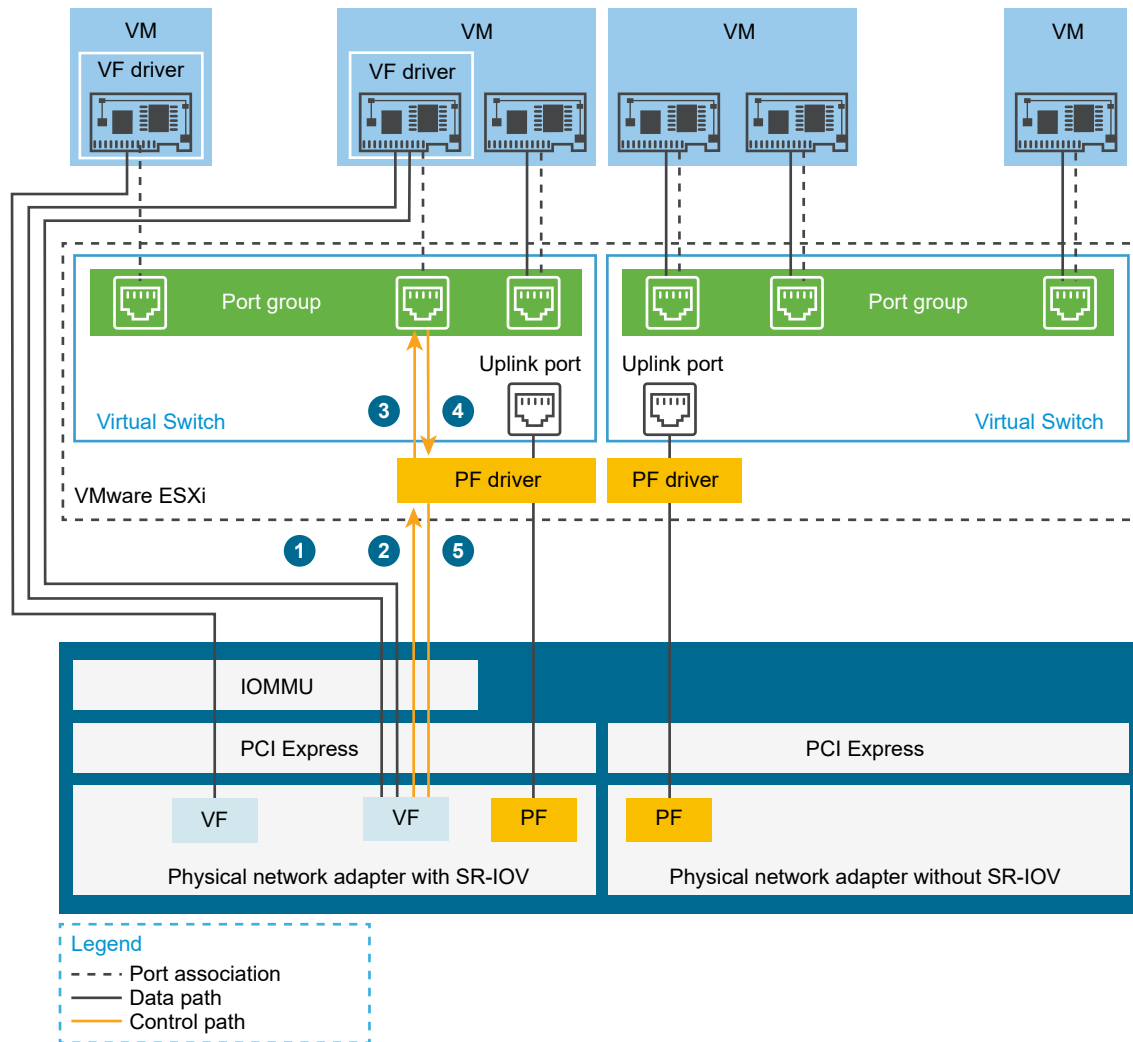 VM
VM
VM
VM
VF driver
VF driver
Port group
Port group
Uplink port
Uplink port
3
4
Virtual Switch
Virtual Switch
PF driver
PF driver
VMware ESXi
1
2
5
IOMMU
PCI Express
PCI Express
VF
VF
PF
PF
Physical network adapter with SR-IOV
Physical network adapter without SR-IOV
Legend
Port association
Data path
Control path